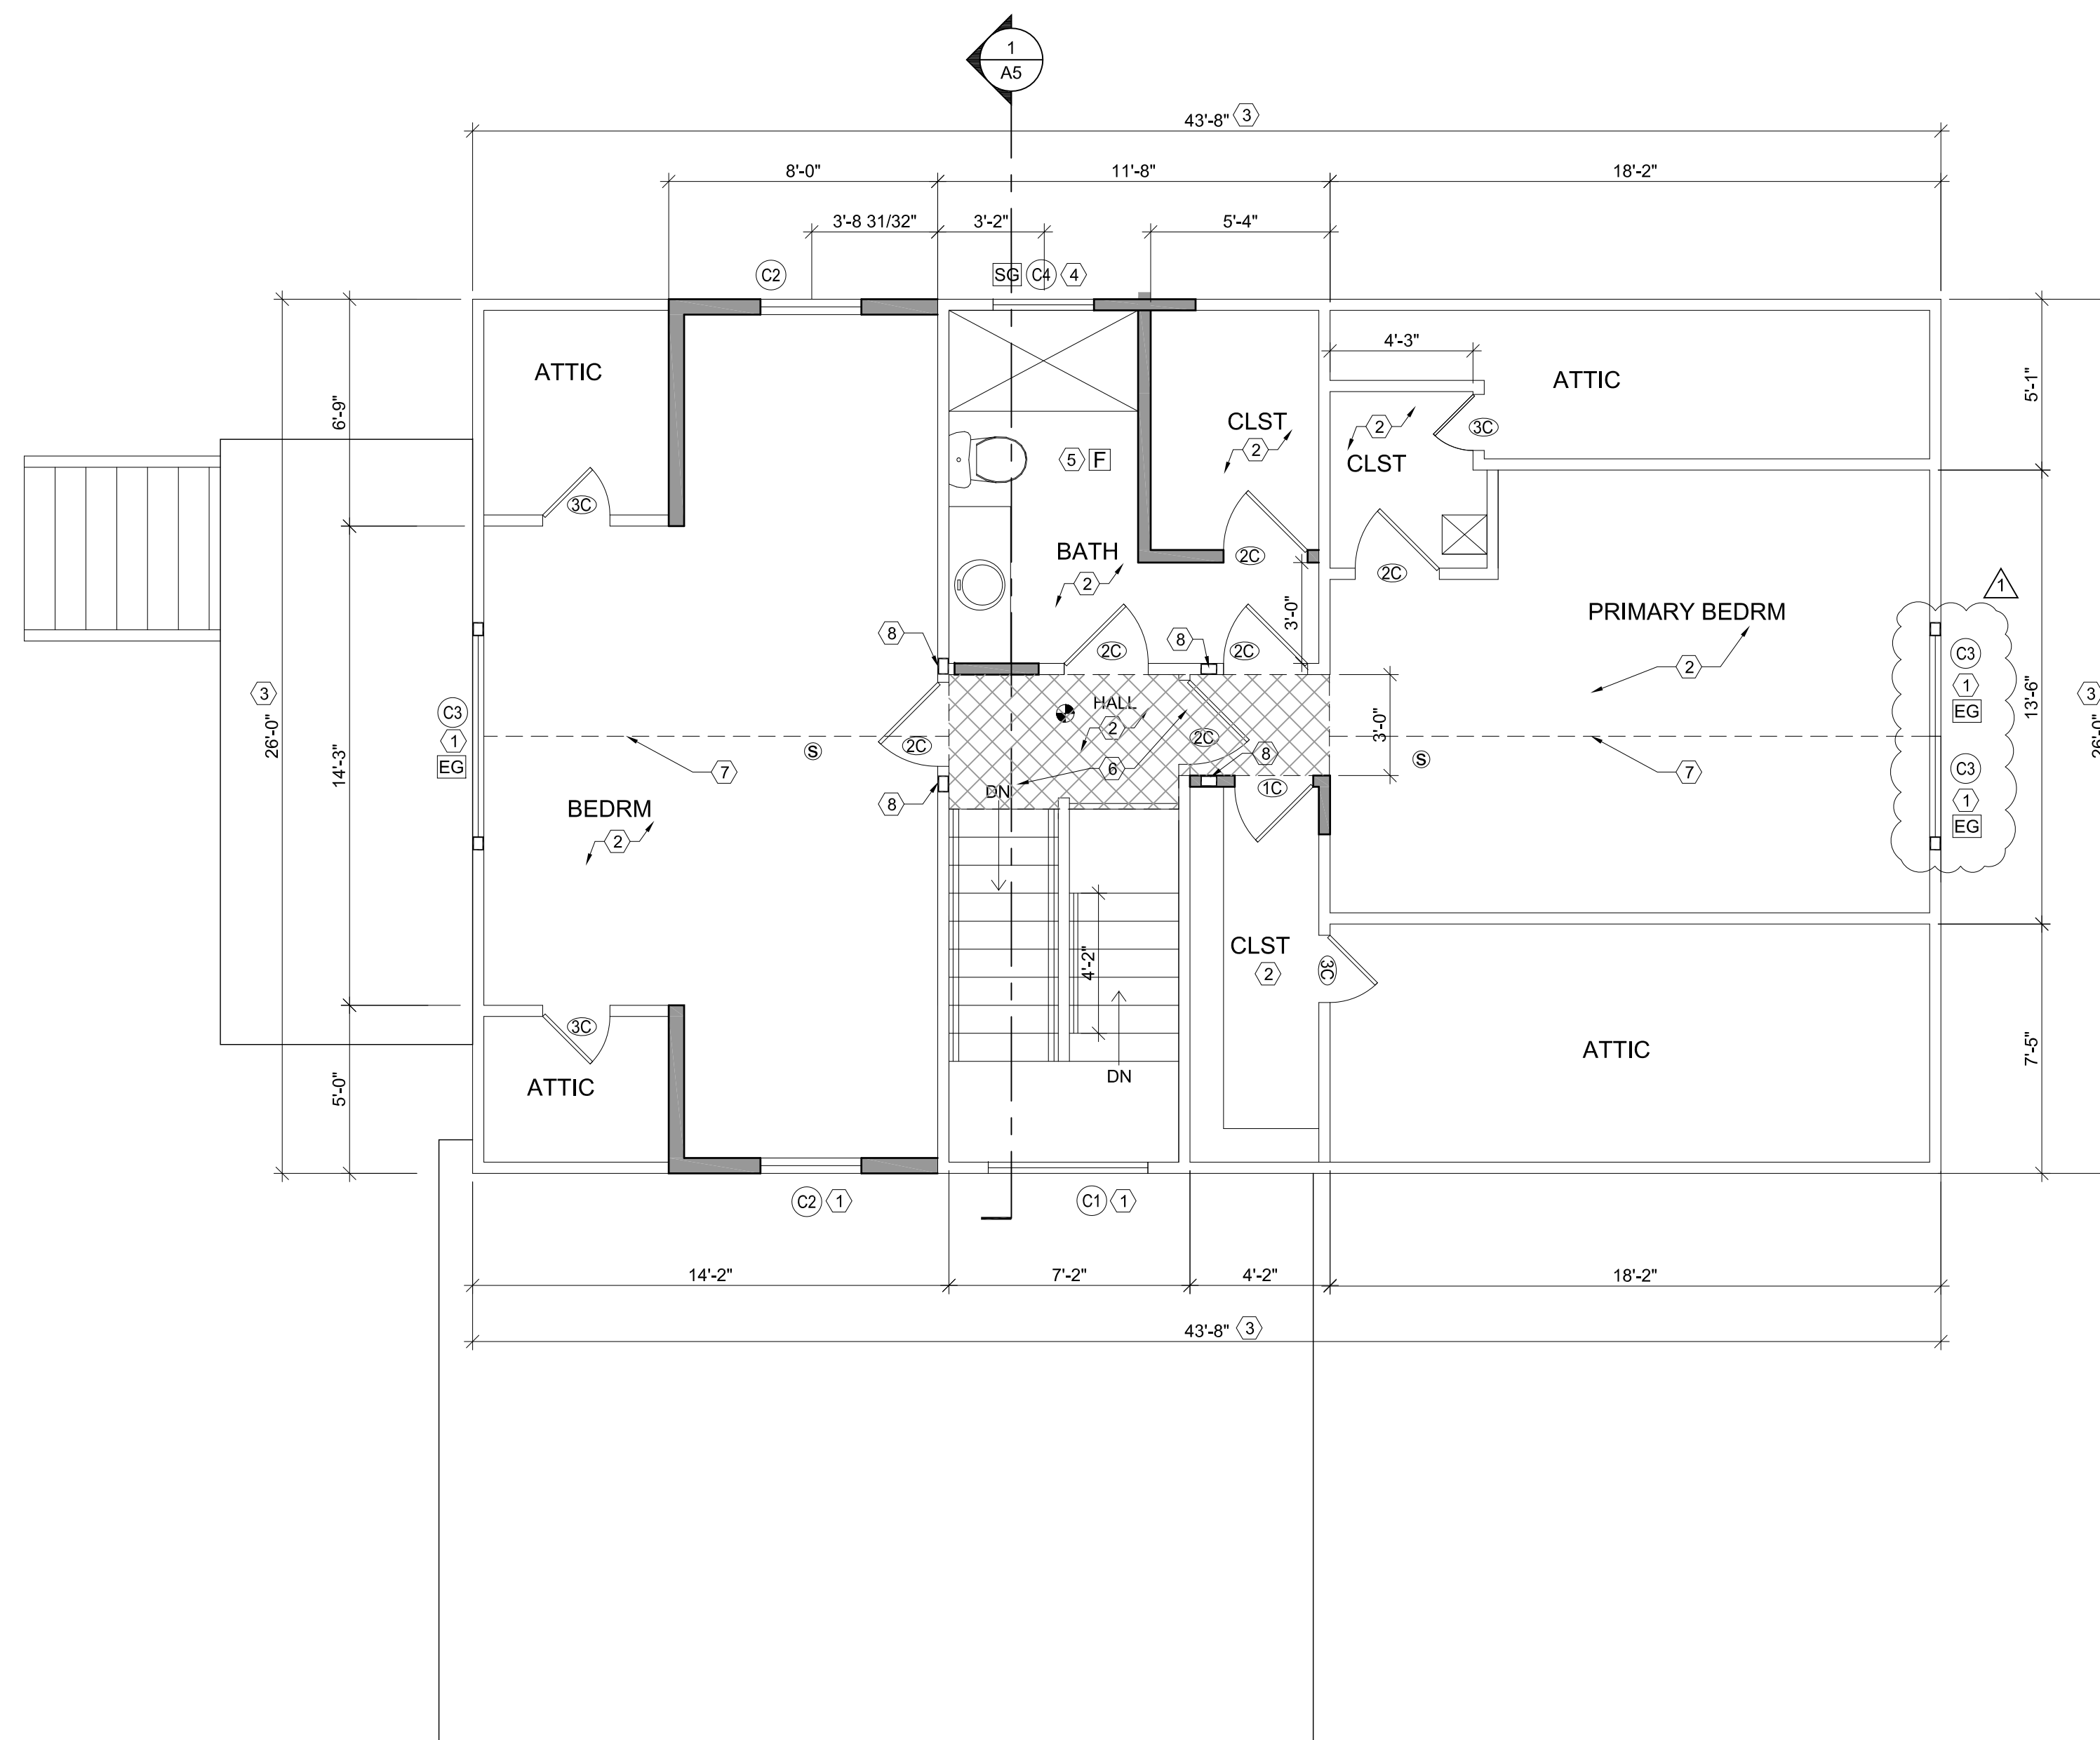 1
A5
43'-8" 3
8'-0" 11'-8" 18'-2"
3'-8 31/32" 3'-2" 5'-4"
C2 SG C4 4
4'-3"
ATTIC
ATTIC
6'-9"
5'-1"
CLST
2
2
3C
CLST
5 F
3C
BATH
2
2C
2C
PRIMARY BEDRM
2
1
3'-0"
8
2C
8
2C
C3
1
EG
3
26'-0"
C3
1
EG
HALL
2
2C
2C
S
3'-0"
S
13'-6"
3
26'-0"
14'-3"
7
6
8
7
C3
1
EG
DN
1C
8
BEDRM
2
CLST
2
4'-2"
3C
3C
ATTIC
ATTIC
5'-0"
7'-5"
DN
C2 1
C1 1
14'-2" 7'-2" 4'-2" 18'-2"
43'-8" 3